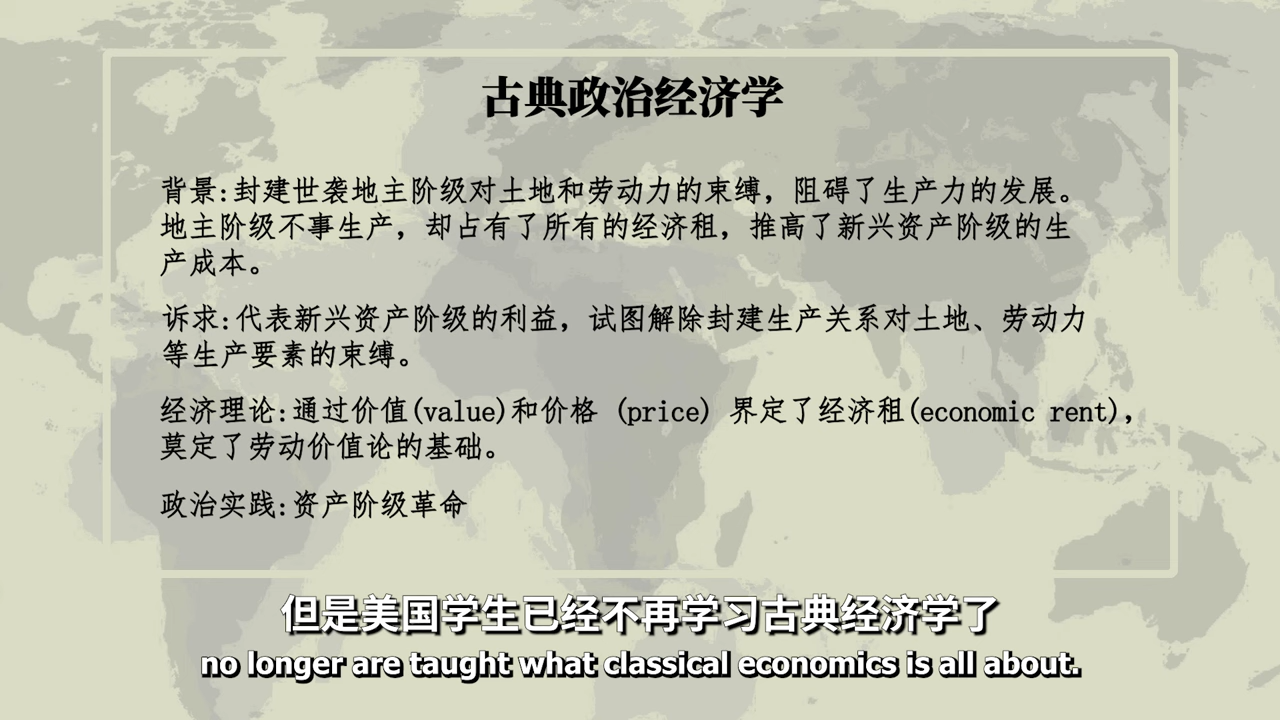 古典政治经济学
背景:封建世袭地主阶级对土地和劳动力的束缚，阻碍了生产力的发展。
地主阶级不事生产，却占有了所有的经济租，推高了新兴资产阶级的生
产成本。
诉求:代表新兴资产阶级的利益，试图解除封建生产关系对土地、劳动力
等生产要素的束缚。
经济理论:通过价值(value)和价格 (price) 界定了经济租(economic rent)，
奠定了劳动价值论的基础。
政治实践:资产阶级革命
但是美国学生已经不再学习古典经济学了
no longer are taught what classical economics is all about.